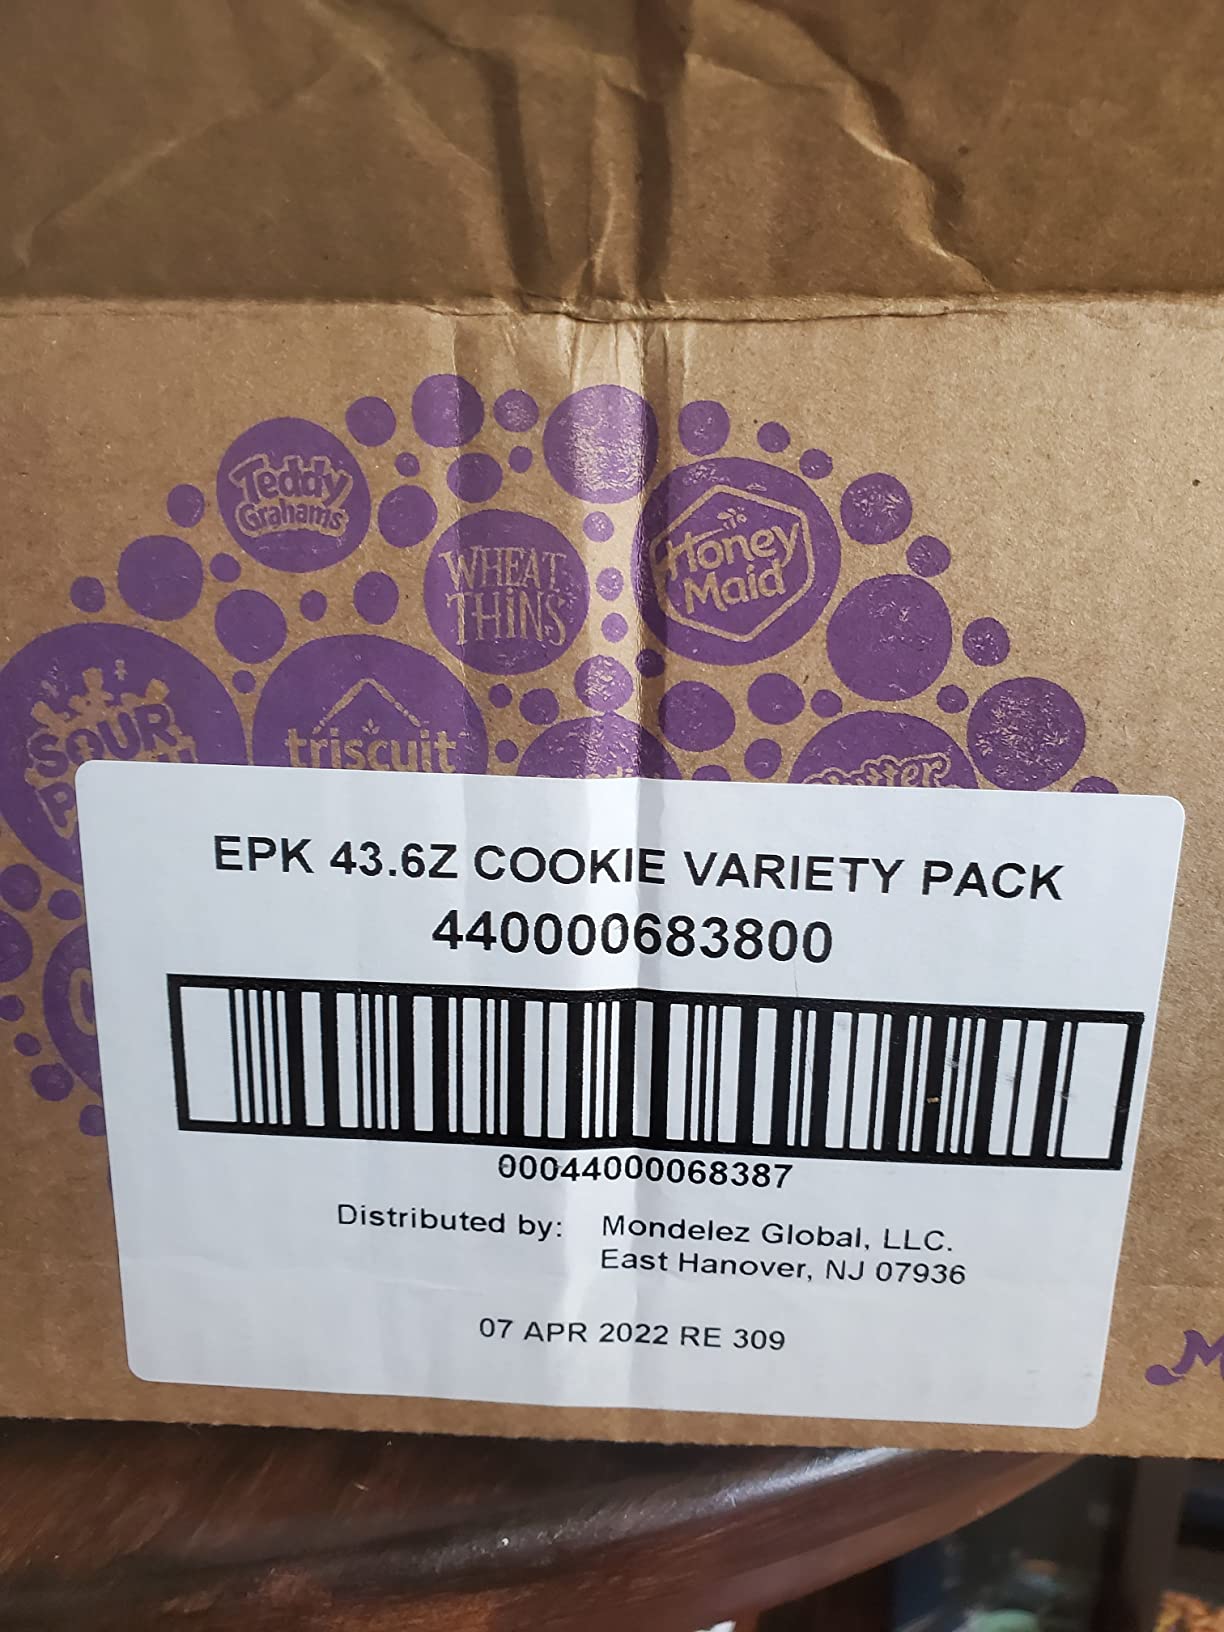 Teddy
Grahams
WHEAT
THINS
Honey
Maid
SOUR
triscuit
EPK 43.6Z COOKIE VARIETY PACK
440000683800
00044000068387
Distributed by: Mondelez Global, LLC.
East Hanover, NJ 07936
07 APR 2022 RE 309